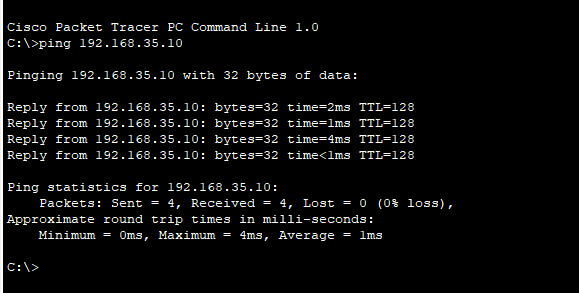 Cisco Packet Tracer PC Command Line 1.0
C:\>ping 192.168.35.10
Pinging 192.168.35.10 with 32 bytes of data:
Reply from 192.168.35.10: bytes=32 time=2ms TTL=128
Reply from 192.168.35.10: bytes=32 time=1ms TTL=128
Reply from 192.168.35.10: bytes=32 time=4ms TTL=128
Reply from 192.168.35.10: bytes=32 time<1ms TTL=128
Ping statistics for 192.168.35.10:
    Packets: Sent = 4, Received = 4, Lost = 0 (0% loss),
Approximate round trip times in milli-seconds:
    Minimum = 0ms, Maximum = 4ms, Average = 1ms
C:\>